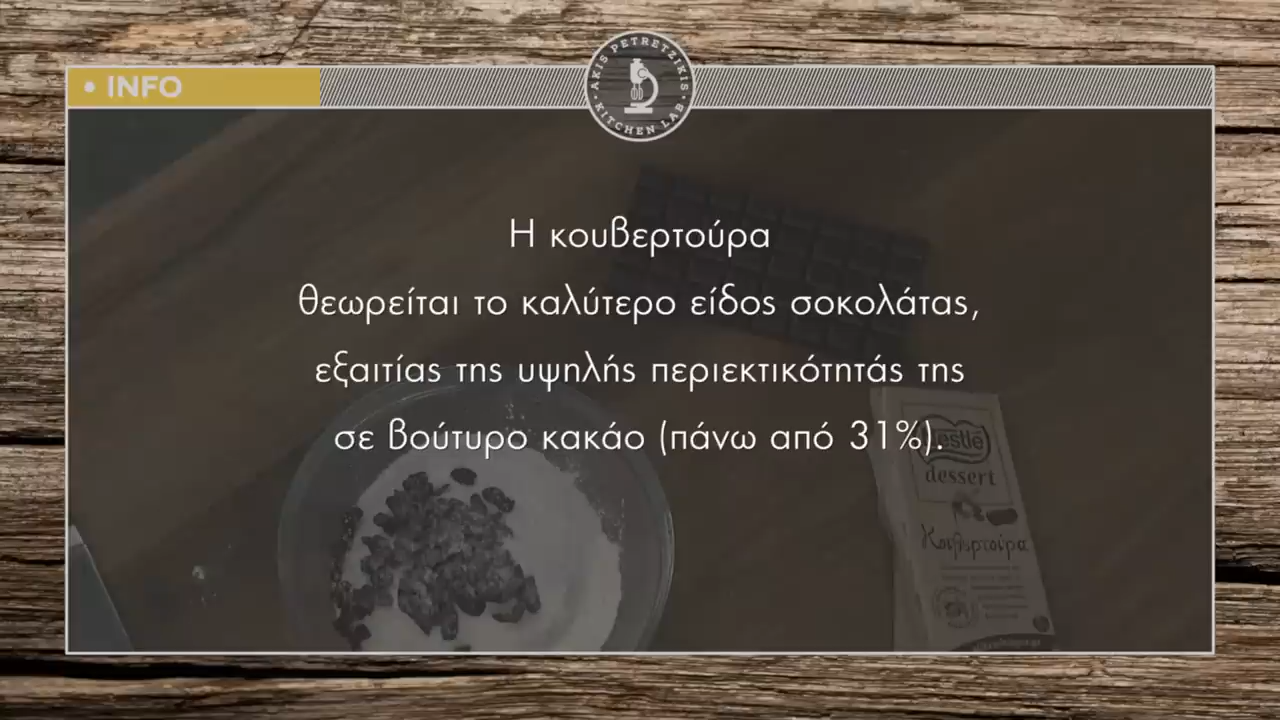 • INFO
AKIS PETRETZIKIS
• KITCHEN LAB •
Η κουβερτούρα
θεωρείται το καλύτερο είδος σοκολάτας,
εξαιτίας της υψηλής περιεκτικότητάς της
σε βούτυρο κακάο (πάνω από 31%).
Nestlé
dessert
Κουβερτούρα